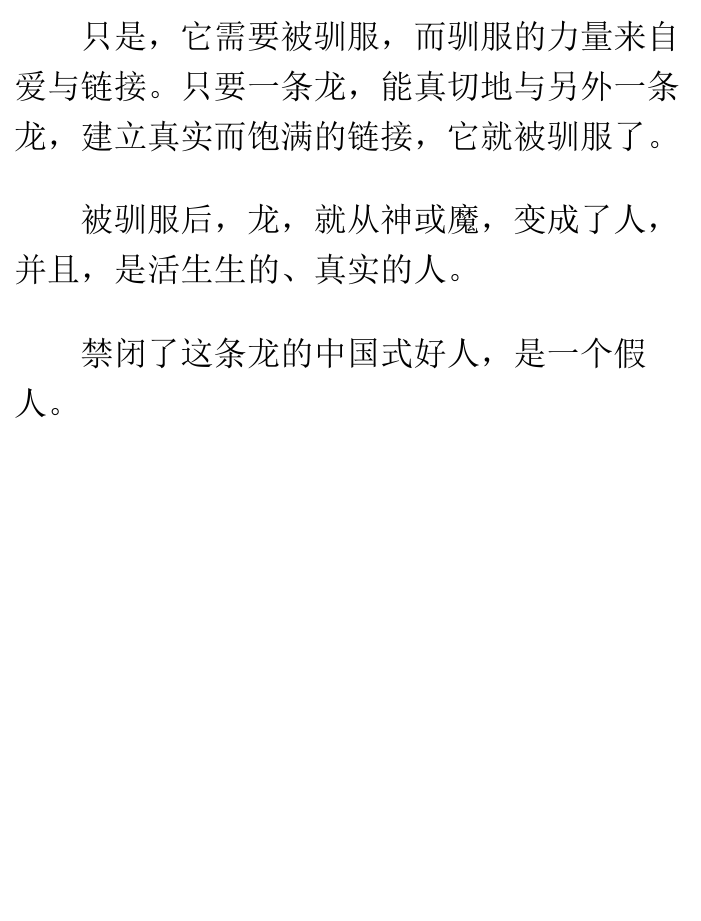 只是，它需要被驯服，而驯服的力量来自
爱与链接。只要一条龙，能真切地与另外一条
龙，建立真实而饱满的链接，它就被驯服了。
被驯服后，龙，就从神或魔，变成了人，
并且，是活生生的、真实的人。
禁闭了这条龙的中国式好人，是一个假
人。